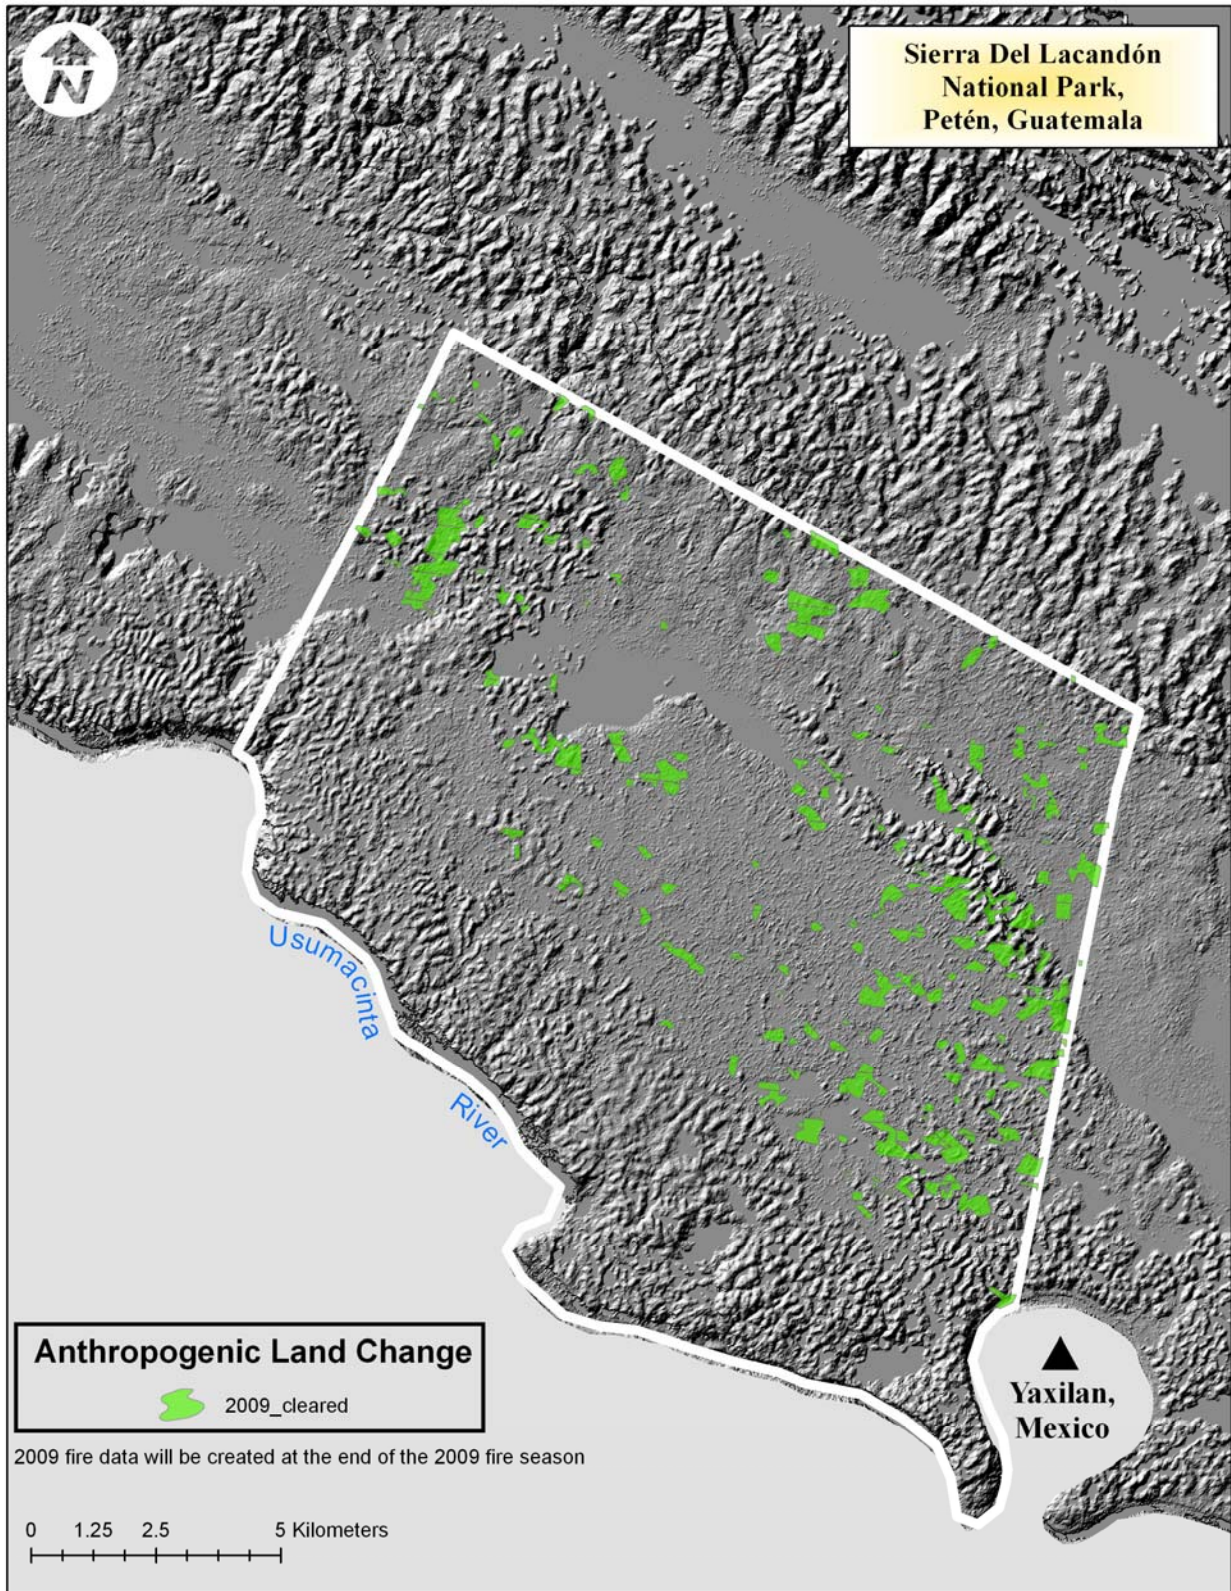 N
Sierra Del Lacandón
National Park,
Petén, Guatemala
Usumacinta
River
Yaxilan,
Mexico
Anthropogenic Land Change
2009_cleared
2009 fire data will be created at the end of the 2009 fire season
0 1.25 2.5 5 Kilometers